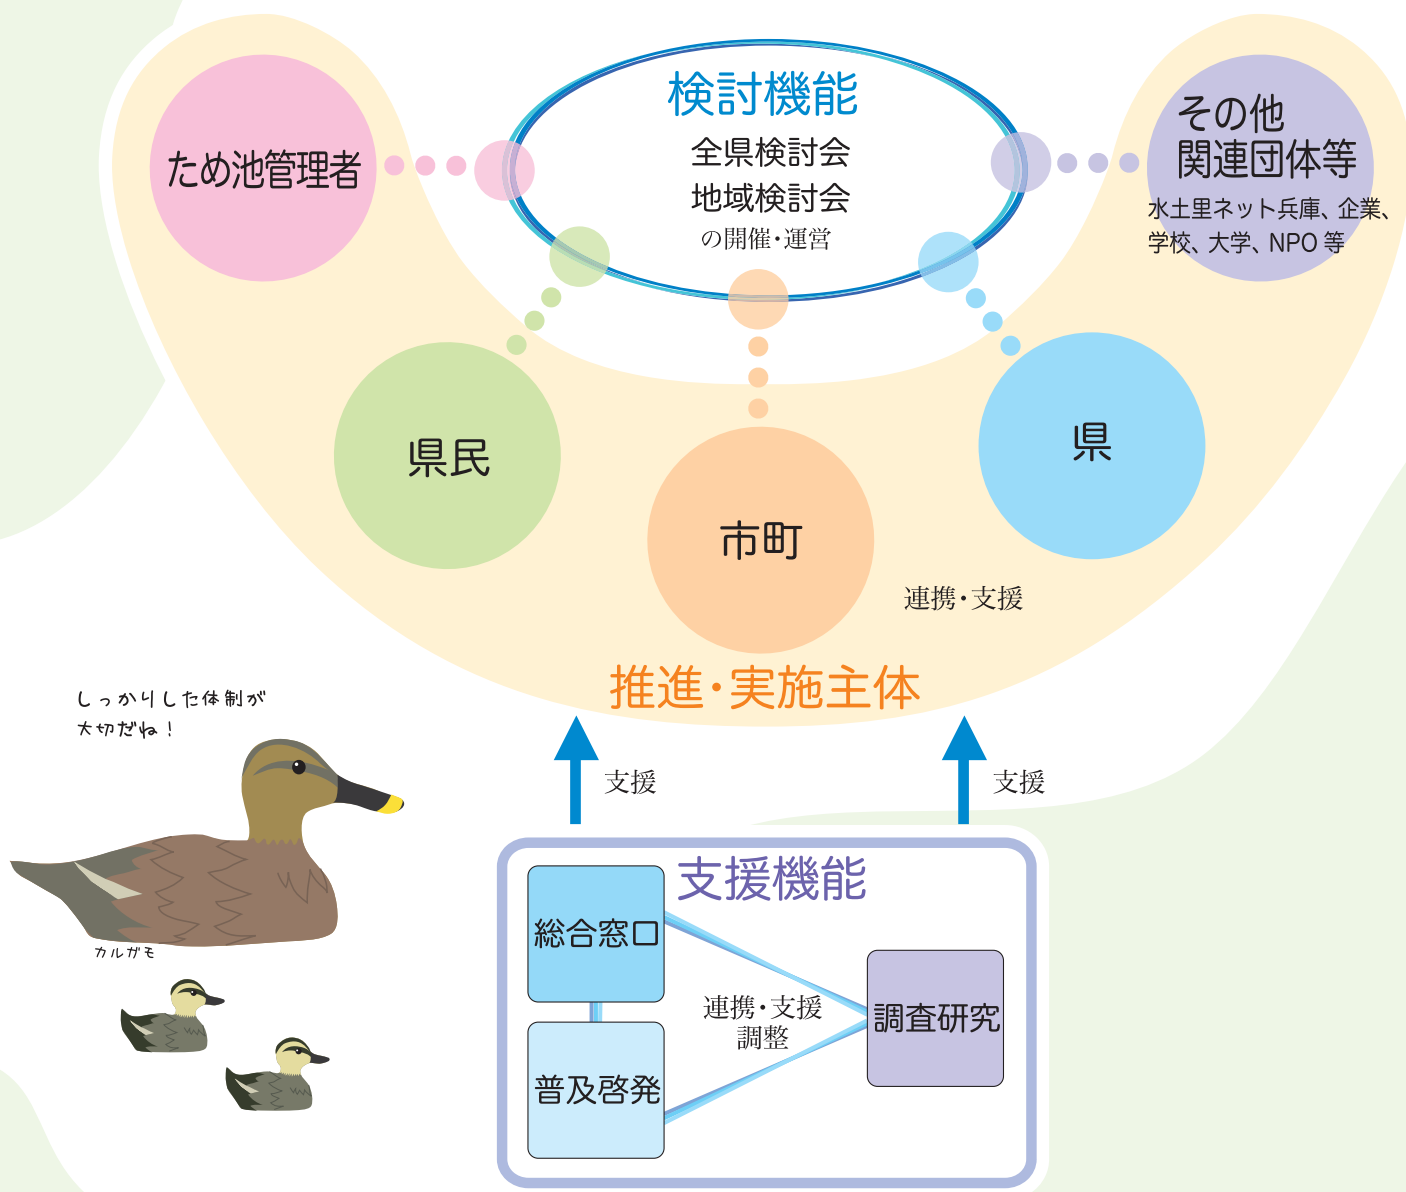 検討機能
全県検討会
地域検討会
の開催・運営
ため池管理者
その他
関連団体等
水土里ネット兵庫、企業、
学校、大学、NPO 等
県民
市町
県
連携・支援
推進・実施主体
支援
支援
しっかりした体制が
大切だね！
カルガモ
支援機能
総合窓口
連携・支援
調整
調査研究
普及啓発